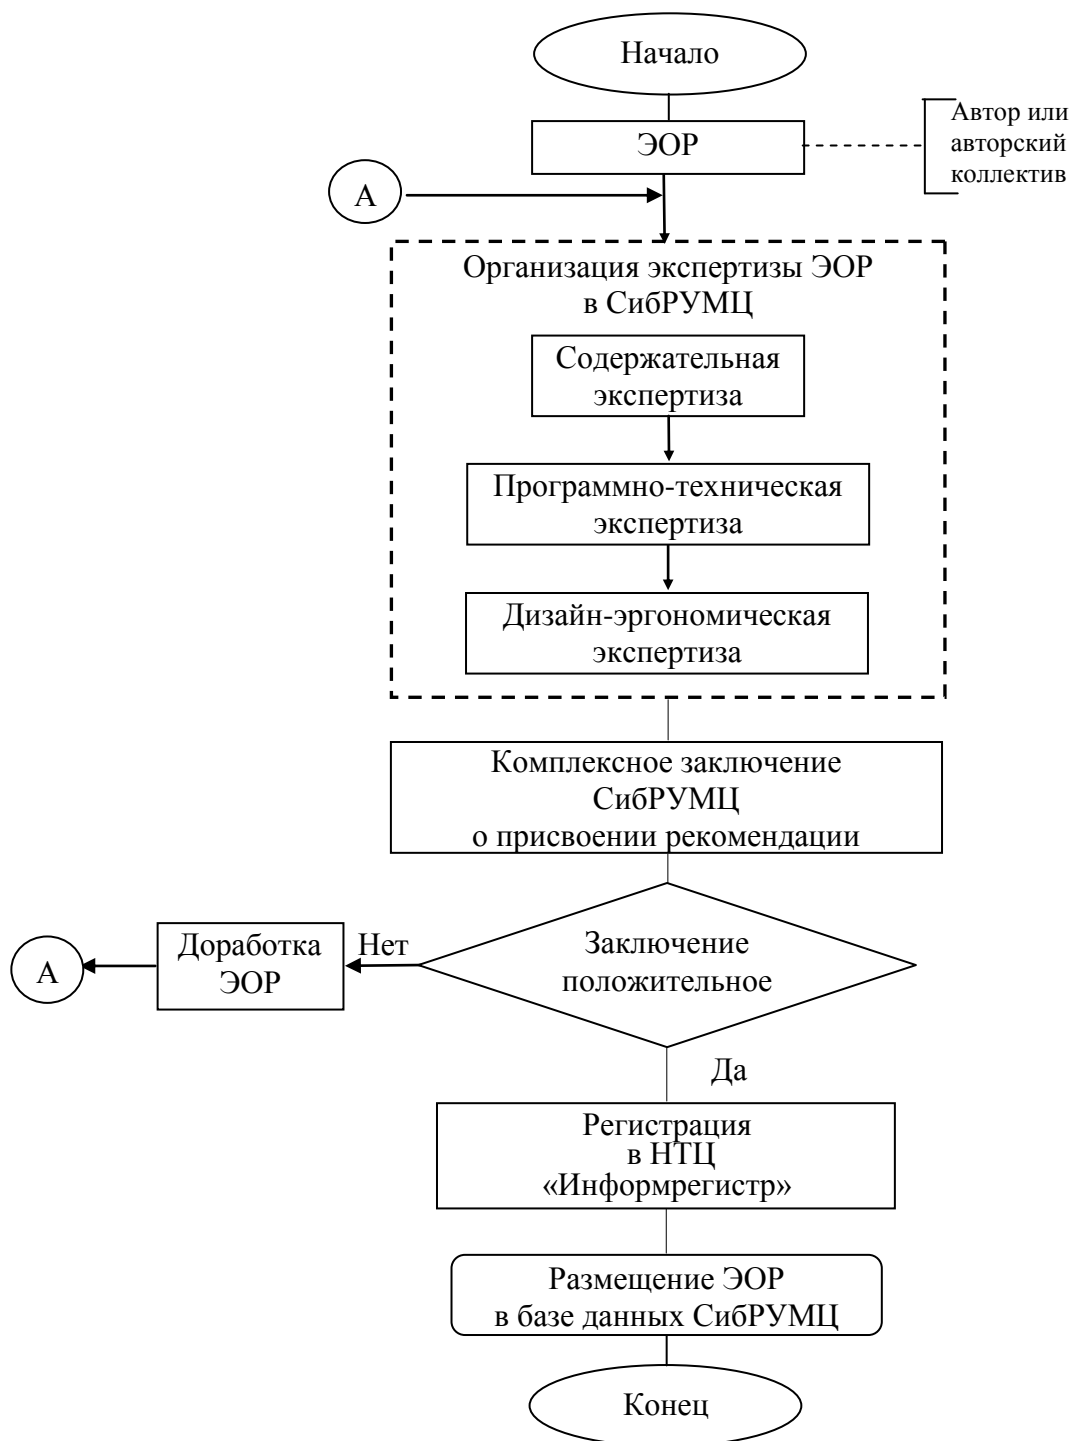 Начало
ЭОР
Автор или
авторский
коллектив
А
Организация экспертизы ЭОР
в СибРУМЦ
Содержательная
экспертиза
Программно-техническая
экспертиза
Дизайн-эргономическая
экспертиза
Комплексное заключение
СибРУМЦ
о присвоении рекомендации
А
Доработка
ЭОР
Нет
Заключение
положительное
Да
Регистрация
в НТЦ
«Информрегистр»
Размещение ЭОР
в базе данных СибРУМЦ
Конец